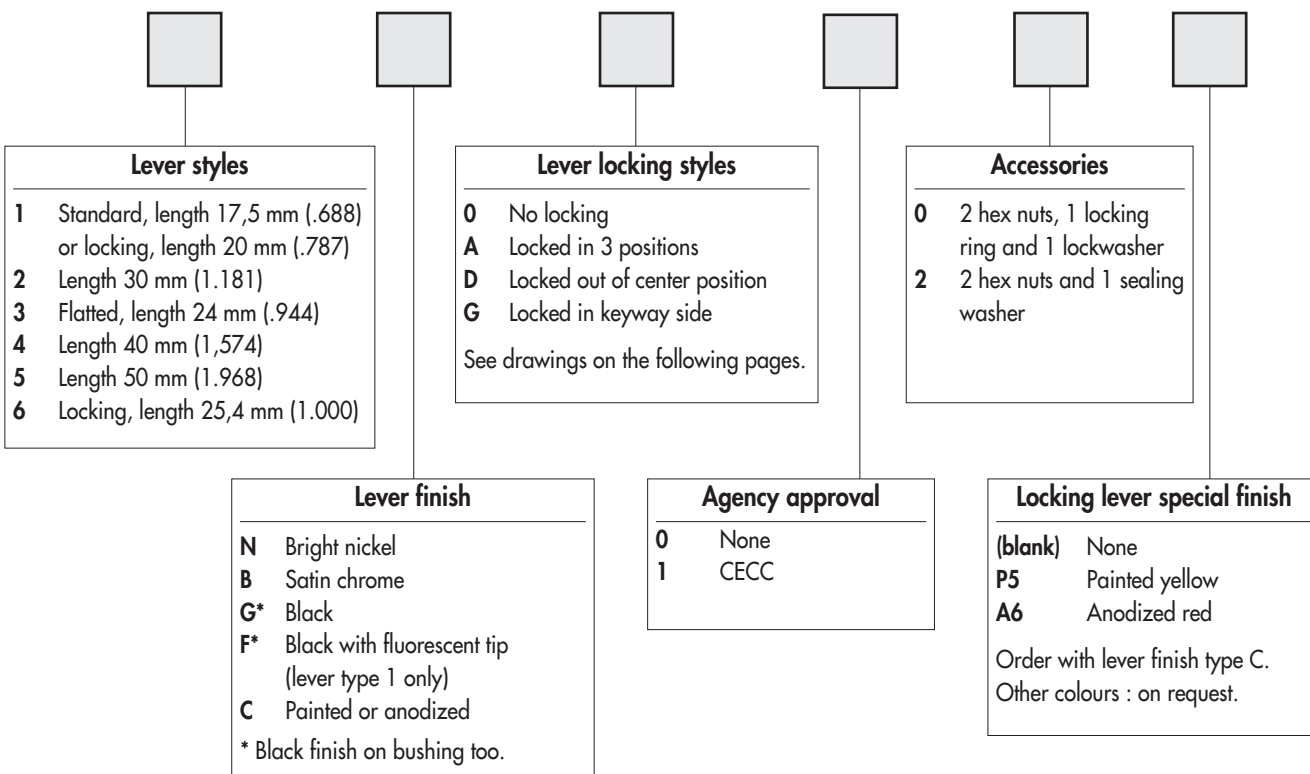 Lever styles
1 Standard, length 17,5 mm (.688)
or locking, length 20 mm (.787)
2 Length 30 mm (1.181)
3 Flatted, length 24 mm (.944)
4 Length 40 mm (1,574)
5 Length 50 mm (1.968)
6 Locking, length 25,4 mm (1.000)
Lever locking styles
0 No locking
A Locked in 3 positions
D Locked out of center position
G Locked in keyway side
See drawings on the following pages.
Accessories
0 2 hex nuts, 1 locking
ring and 1 lockwasher
2 2 hex nuts and 1 sealing
washer
Lever finish
N Bright nickel
B Satin chrome
G* Black
F* Black with fluorescent tip
(lever type 1 only)
C Painted or anodized
* Black finish on bushing too.
Agency approval
0 None
1 CECC
Locking lever special finish
(blank) None
P5 Painted yellow
A6 Anodized red
Order with lever finish type C.
Other colours : on request.